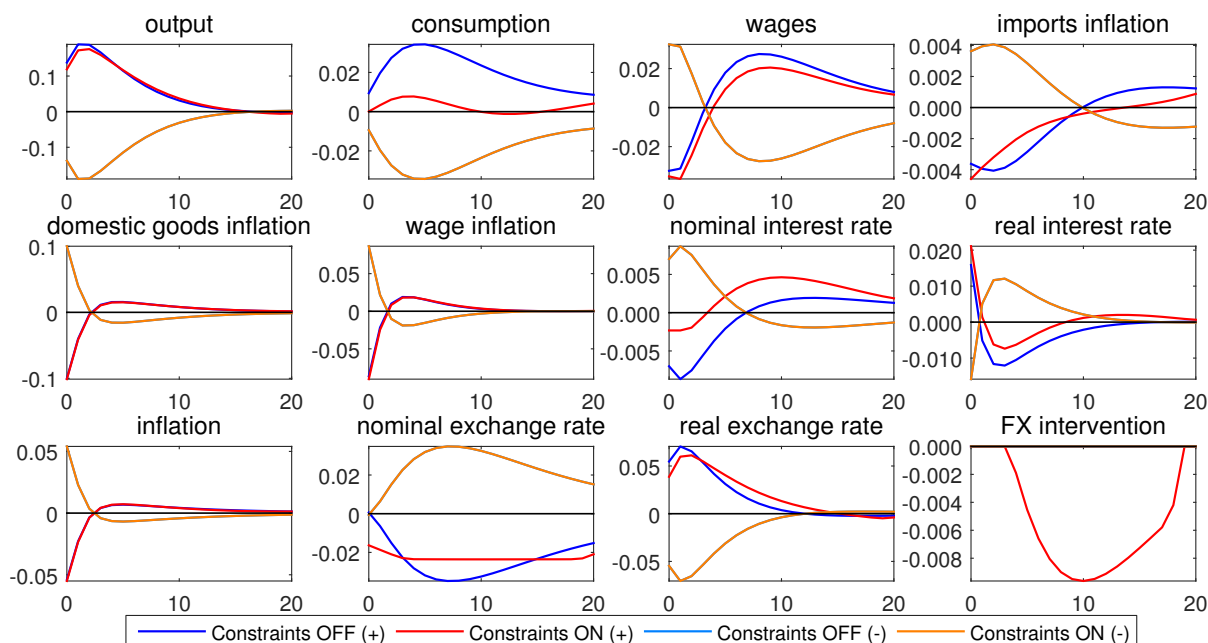 output consumption wages imports inflation
0.1 0.02 0.02 0.004
0 0 0 0.002
-0.1 -0.02 -0.02 0
-0.002
-0.004
0 10 20 0 10 20 0 10 20 0 10 20
domestic goods inflation wage inflation nominal interest rate real interest rate
0.1 0.05 0.005 0.020
0 0 0.000 0.010
-0.1 -0.05 -0.005 0.000
-0.010
0 10 20 0 10 20 0 10 20 0 10 20
inflation nominal exchange rate real exchange rate FX intervention
0.05 0.02 0.05 0.000
0 0 0 -0.002
-0.05 -0.02 -0.05 -0.004
-0.006
-0.008
0 10 20 0 10 20 0 10 20 0 10 20
Constraints OFF (+) Constraints ON (+) Constraints OFF (-) Constraints ON (-)